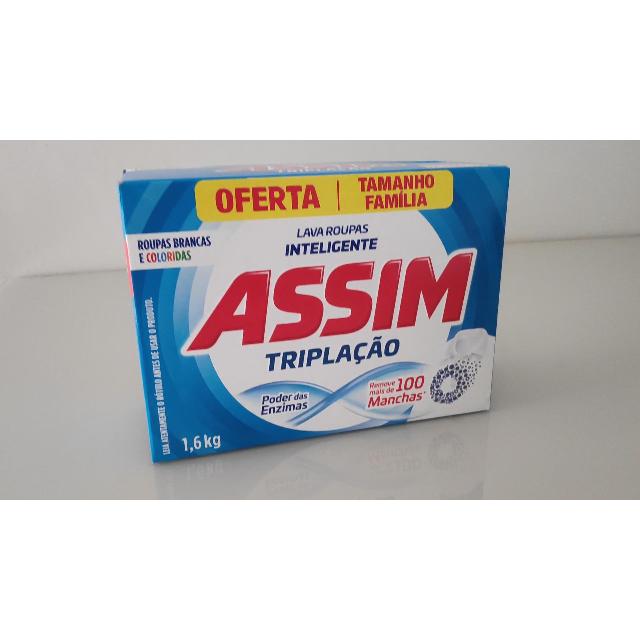 TRIPLAÇÃO
OFERTA
TAMANHO
FAMÍLIA
LAVA ROUPAS
INTELIGENTE
ROUPAS BRANCAS
E COLORIDAS
ASSIM
TRIPLAÇÃO
Poder das
Enzimas
Remove
mais de 100
Manchas*
LEIA ATENTAMENTE O RÓTULO ANTES DE USAR O PRODUTO.
1,6 kg